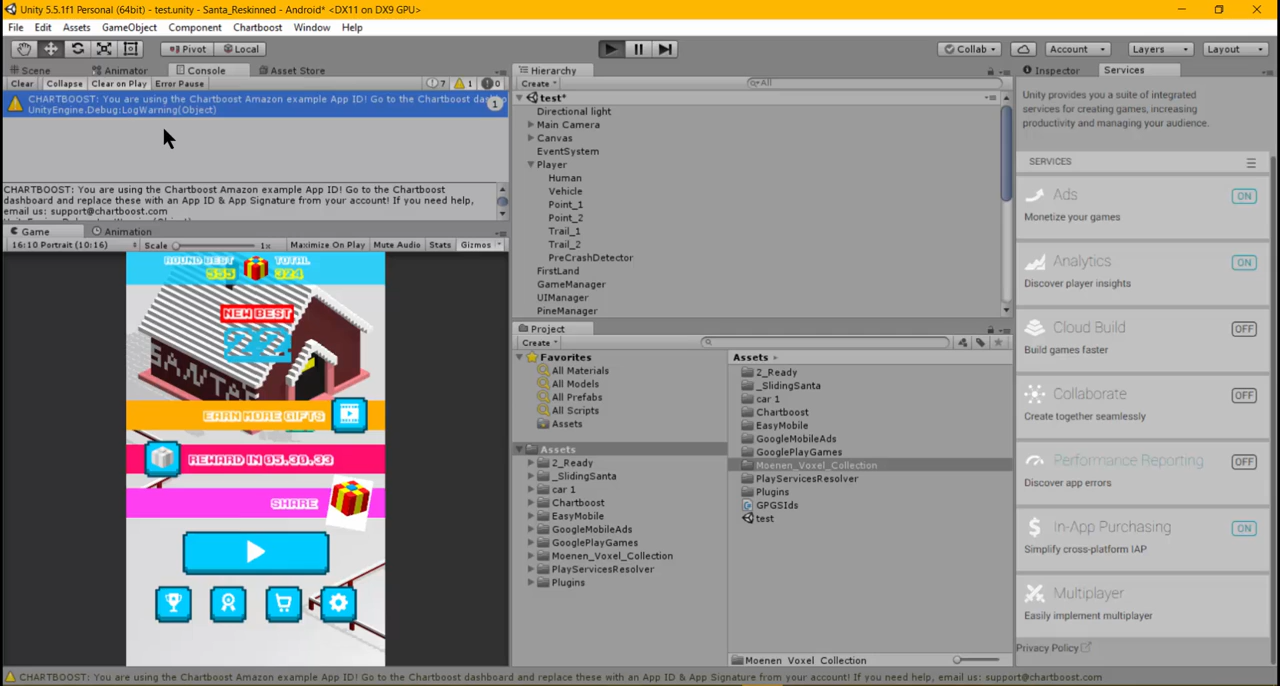 Unity 5.5.1f1 Personal (64bit) - test.unity - Santa_Reskinned - Android* <DX11 on DX9 GPU>
File Edit Assets GameObject Component Chartboost Window Help
Pivot Local Collab Account Layers Layout
Scene Animator Console Asset Store
Clear Collapse Clear on Play Error Pause 7 1 0
CHARTBOOST: You are using the Chartboost Amazon example App ID! Go to the Chartboost dashbo
UnityEngine.Debug:LogWarning(Object)
1
CHARTBOOST: You are using the Chartboost Amazon example App ID! Go to the Chartboost
dashboard and replace these with an App ID & App Signature from your account! If you need help,
email us: support@chartboost.com
Game Animation
16:10 Portrait (10:16) Scale 1x Maximize On Play Mute Audio Stats Gizmos
ROUND BEST TOTAL
324
NEW BEST
22
SANTA
EARN MORE GIFTS
REWARD IN 05.30.33
SHARE
Hierarchy
Create All
test*
Directional light
Main Camera
Canvas
EventSystem
Player
Human
Vehicle
Point_1
Point_2
Trail_1
Trail_2
PreCrashDetector
FirstLand
GameManager
UIManager
PineManager
Project
Create
Favorites
All Materials
All Models
All Prefabs
All Scripts
Assets
Assets
2_Ready
_SlidingSanta
car 1
Chartboost
EasyMobile
GoogleMobileAds
GooglePlayGames
Moenen_Voxel_Collection
PlayServicesResolver
Plugins
Assets
2_Ready
_SlidingSanta
car 1
Chartboost
EasyMobile
GoogleMobileAds
GooglePlayGames
Moenen_Voxel_Collection
PlayServicesResolver
Plugins
GPGSIds
test
Moenen_Voxel_Collection
Inspector Services
Unity provides you a suite of integrated
services for creating games, increasing
productivity and managing your audience.
SERVICES
Ads ON
Monetize your games
Analytics ON
Discover player insights
Cloud Build OFF
Build games faster
Collaborate OFF
Create together seamlessly
Performance Reporting OFF
Discover app errors
In-App Purchasing ON
Simplify cross-platform IAP
Multiplayer
Easily implement multiplayer
Privacy Policy
CHARTBOOST: You are using the Chartboost Amazon example App ID! Go to the Chartboost dashboard and replace these with an App ID & App Signature from your account! If you need help, email us: support@chartboost.com